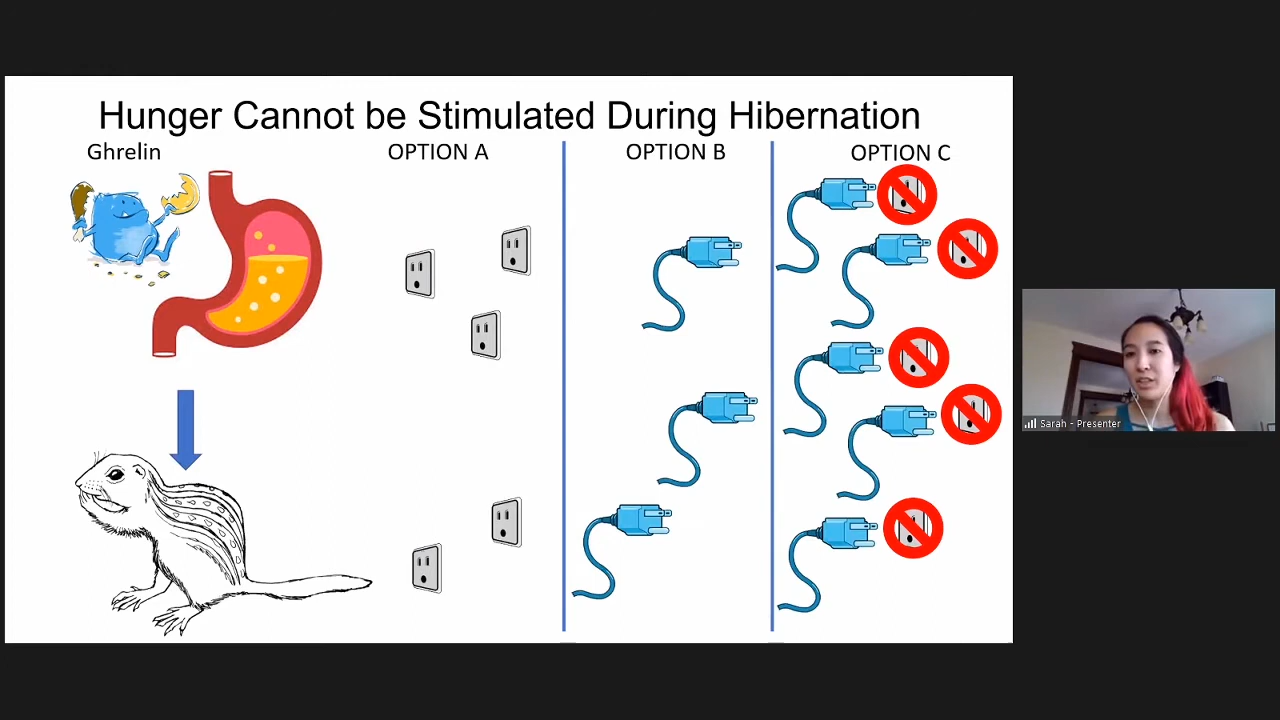 Hunger Cannot be Stimulated During Hibernation
Ghrelin
OPTION A
OPTION B
OPTION C
Sarah - Presenter